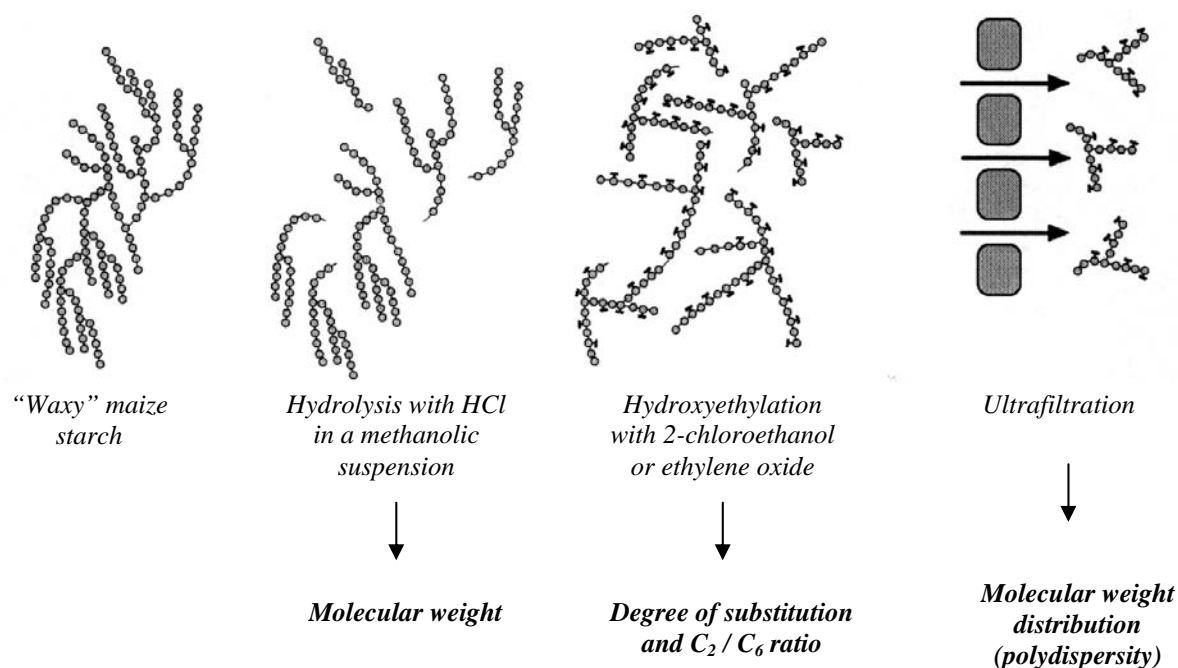 “Waxy” maize
starch
Hydrolysis with HCl
in a methanolic
suspension
Hydroxyethylation
with 2-chloroethanol
or ethylene oxide
Ultrafiltration
Molecular weight
Degree of substitution
and C₂ / C₆ ratio
Molecular weight
distribution
(polydispersity)